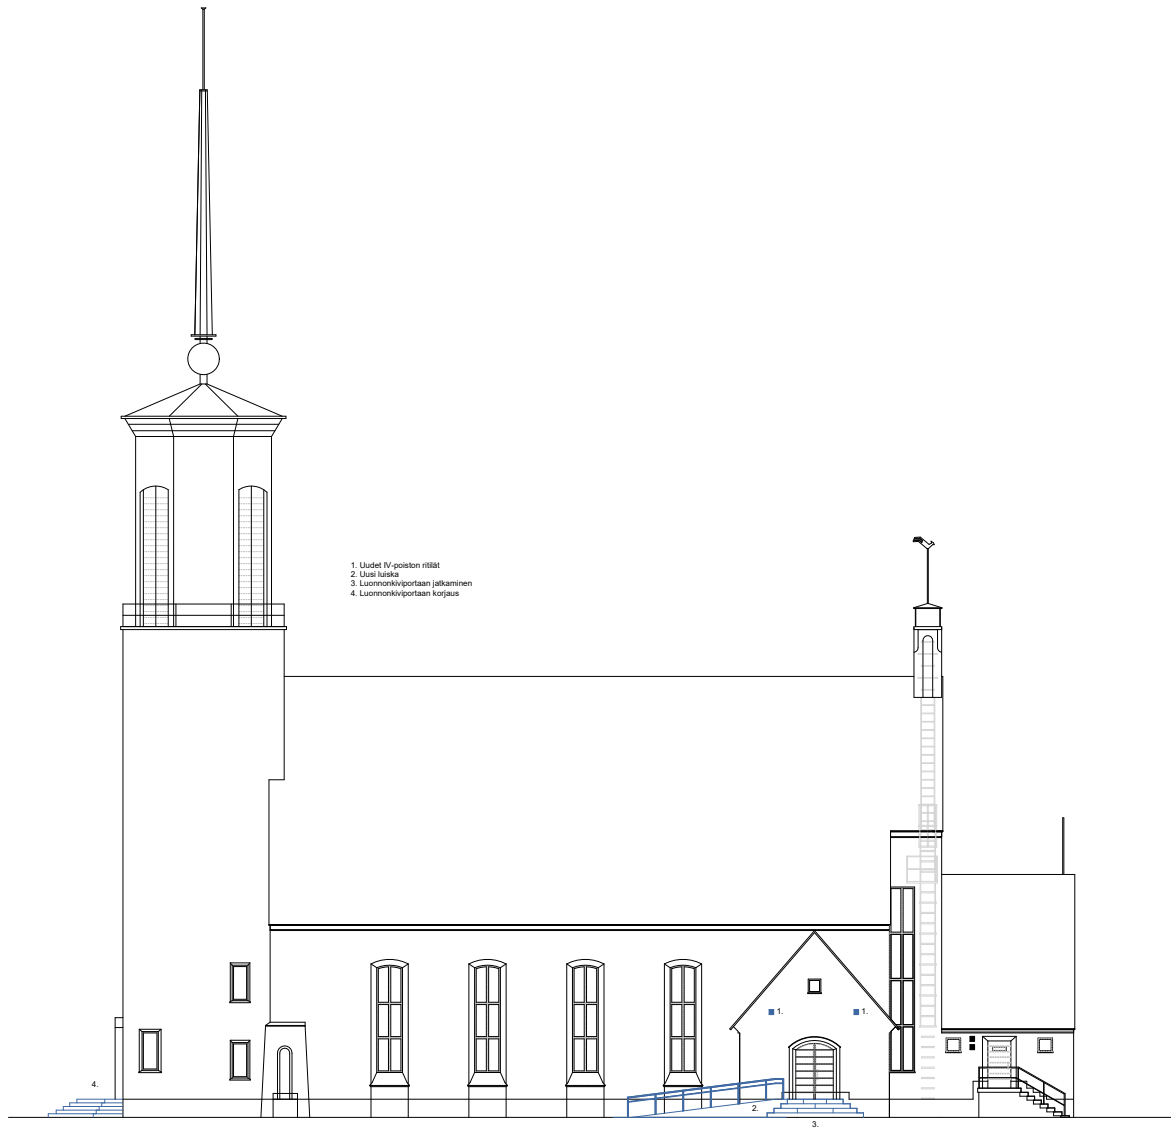 1. Uudet IV-poiston ritilät
2. Uusi luiska
3. Luonnonkiviportaan jatkaminen
4. Luonnonkiviportaan korjaus
1.
1.
4.
2.
3.